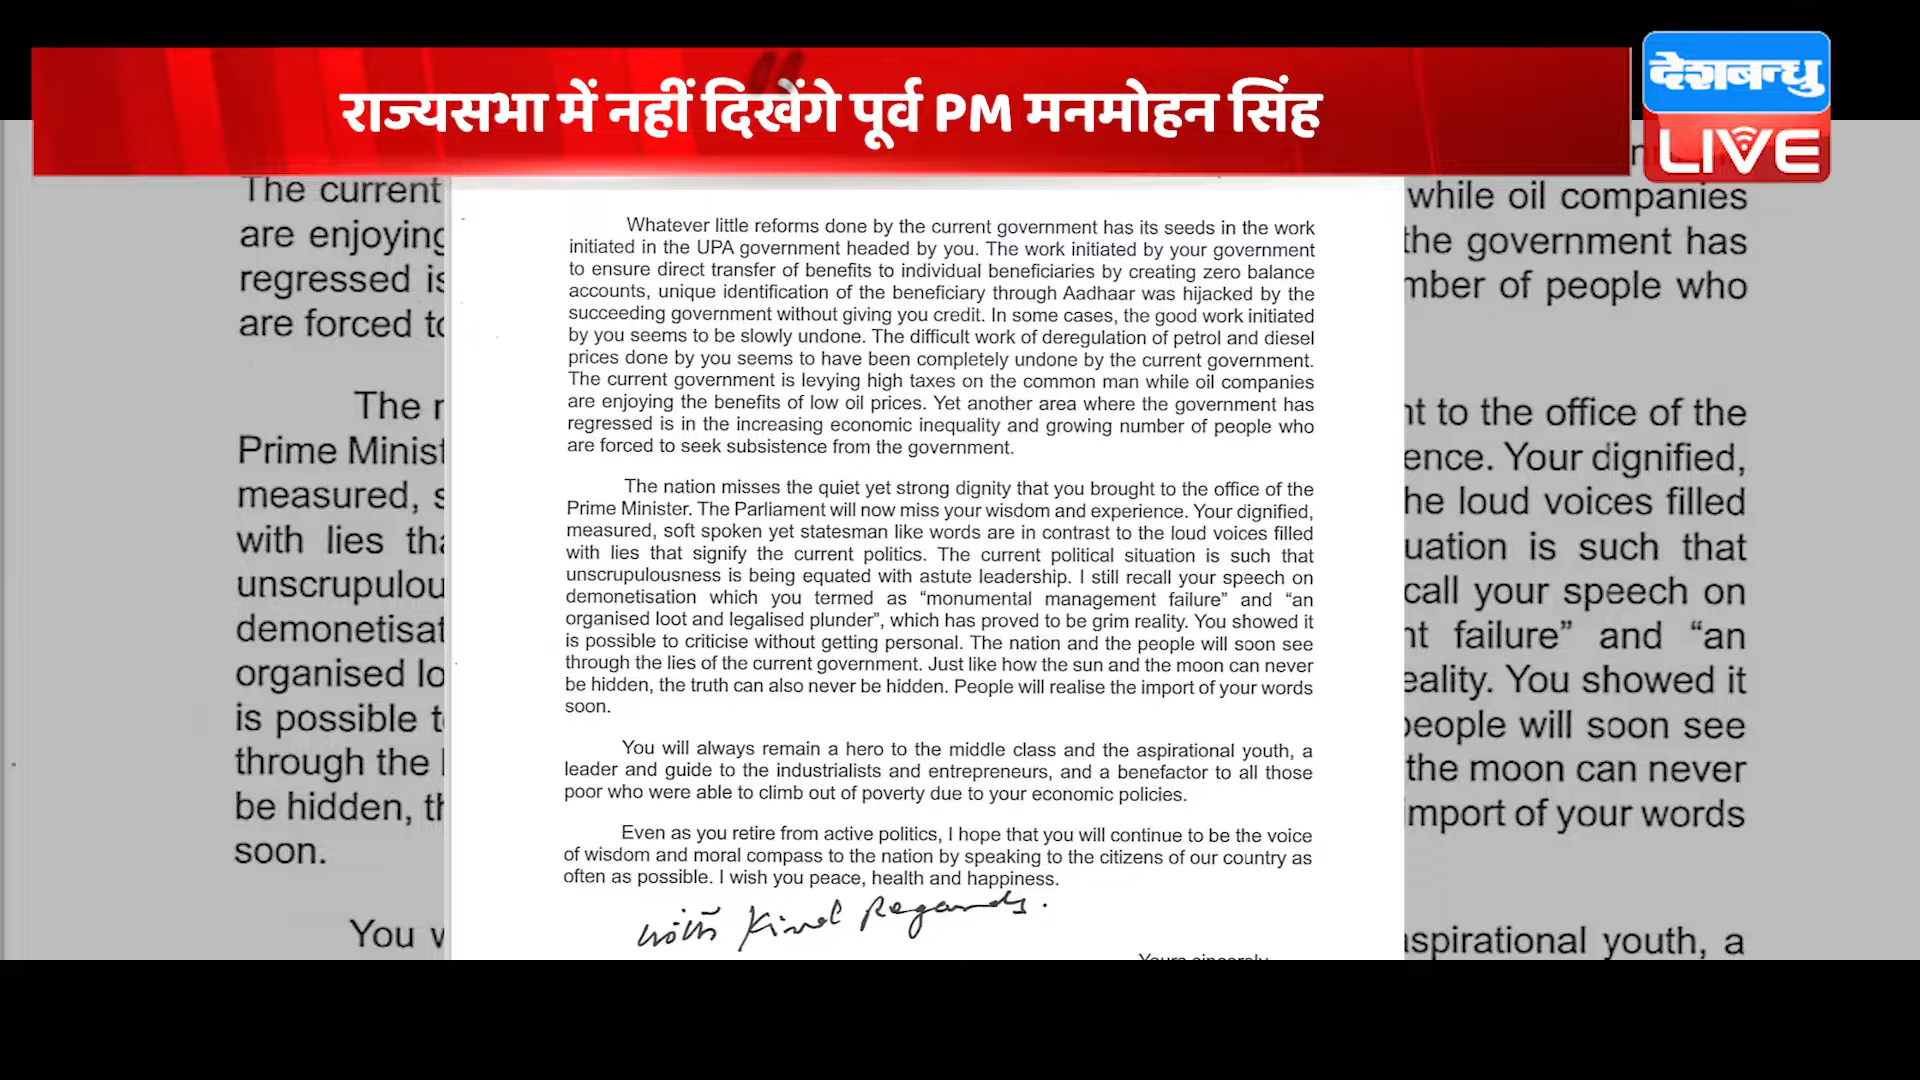 राज्यसभा में नहीं दिखेंगे पूर्व PM मनमोहन सिंह
देशबन्धु
LIVE
Whatever little reforms done by the current government has its seeds in the work
initiated in the UPA government headed by you. The work initiated by your government
to ensure direct transfer of benefits to individual beneficiaries by creating zero balance
accounts, unique identification of the beneficiary through Aadhaar was hijacked by the
succeeding government without giving you credit. In some cases, the good work initiated
by you seems to be slowly undone. The difficult work of deregulation of petrol and diesel
prices done by you seems to have been completely undone by the current government.
The current government is levying high taxes on the common man while oil companies
are enjoying the benefits of low oil prices. Yet another area where the government has
regressed is in the increasing economic inequality and growing number of people who
are forced to seek subsistence from the government.
The nation misses the quiet yet strong dignity that you brought to the office of the
Prime Minister. The Parliament will now miss your wisdom and experience. Your dignified,
measured, soft spoken yet statesman like words are in contrast to the loud voices filled
with lies that signify the current politics. The current political situation is such that
unscrupulousness is being equated with astute leadership. I still recall your speech on
demonetisation which you termed as “monumental management failure” and “an
organised loot and legalised plunder”, which has proved to be grim reality. You showed it
is possible to criticise without getting personal. The nation and the people will soon see
through the lies of the current government. Just like how the sun and the moon can never
be hidden, the truth can also never be hidden. People will realise the import of your words
soon.
You will always remain a hero to the middle class and the aspirational youth, a
leader and guide to the industrialists and entrepreneurs, and a benefactor to all those
poor who were able to climb out of poverty due to your economic policies.
Even as you retire from active politics, I hope that you will continue to be the voice
of wisdom and moral compass to the nation by speaking to the citizens of our country as
often as possible. I wish you peace, health and happiness.
with Kind Regards.
Yours sincerely
The current
are enjoying
regressed is
are forced to
The
Prime Minist
measured, s
with lies tha
unscrupulou
demonetisat
organised lo
is possible t
through the
be hidden, th
soon.
You w
while oil companies
the government has
mber of people who
nt to the office of the
ence. Your dignified,
he loud voices filled
uation is such that
call your speech on
nt failure” and “an
eality. You showed it
people will soon see
the moon can never
import of your words
aspirational youth, a